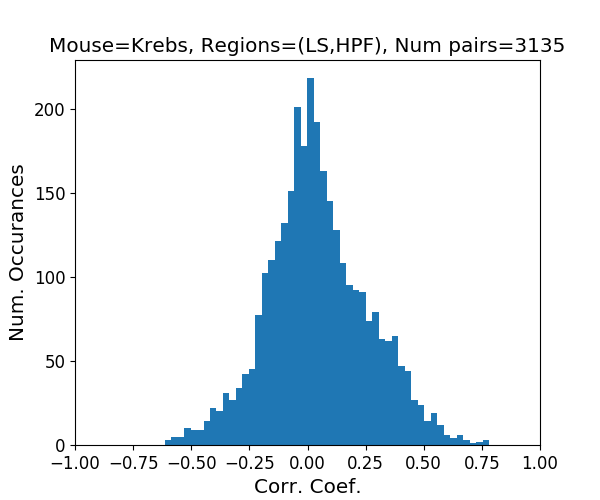 Mouse=Krebs, Regions=(LS,HPF), Num pairs=3135
Num. Occurances
200
150
100
50
0
−1.00 −0.75 −0.50 −0.25 0.00 0.25 0.50 0.75 1.00
Corr. Coef.